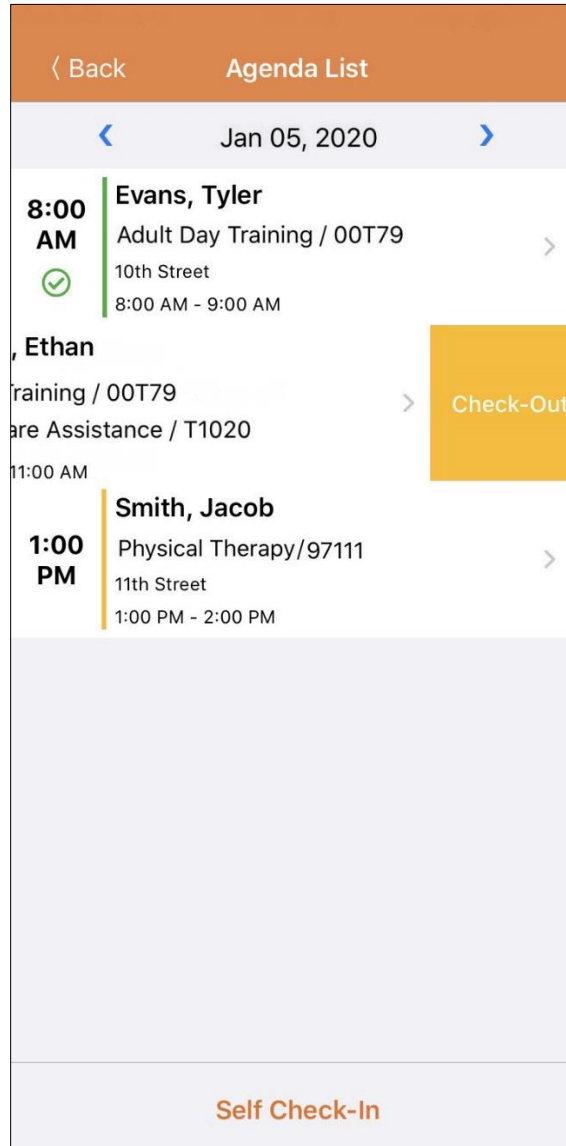 Back
Agenda List
Jan 05, 2020
8:00
AM
Evans, Tyler
Adult Day Training / 00T79
10th Street
8:00 AM - 9:00 AM
, Ethan
raining / 00T79
are Assistance / T1020
11:00 AM
Check-Out
1:00
PM
Smith, Jacob
Physical Therapy/97111
11th Street
1:00 PM - 2:00 PM
Self Check-In